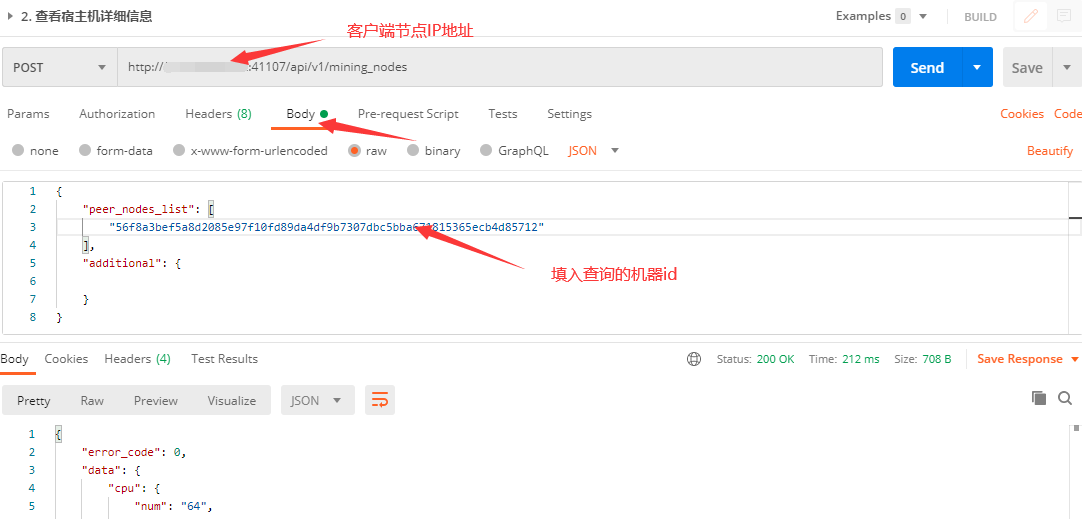 2. 查看宿主机详细信息 Examples 0 BUILD
客户端节点IP地址
POST http:// :41107/api/v1/mining_nodes Send Save
Params Authorization Headers (8) Body Pre-request Script Tests Settings Cookies Code
none form-data x-www-form-urlencoded raw binary GraphQL JSON Beautify
1 {
2 "peer_nodes_list": [
3
4 ],
5 "additional": {
填入查询的机器id
6
7 }
8 }
Body Cookies Headers (4) Test Results Status: 200 OK Time: 212 ms Size: 708 B Save Response
Pretty Raw Preview Visualize JSON
1 {
2 "error_code": 0,
3 "data": {
4 "cpu": {
5 "num": "64",